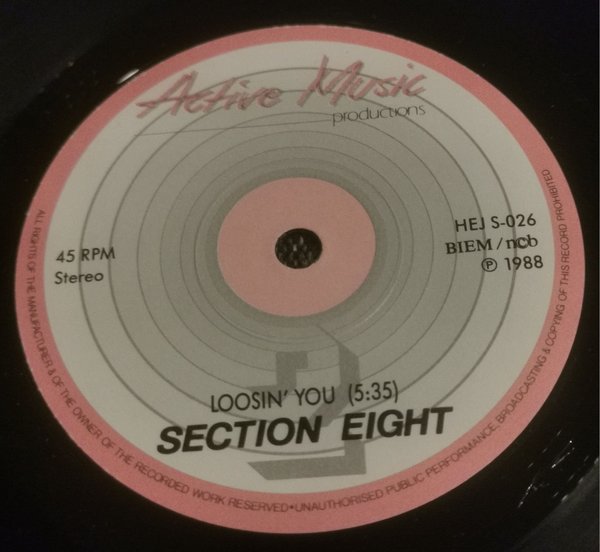 Active Music
productions
45 RPM
Stereo
HEJ S-026
BIEM/ncb
℗ 1988
LOOSIN' YOU (5:35)
SECTION EIGHT
ALL RIGHTS OF THE MANUFACTURER & OF THE OWNER OF THE RECORDED WORK RESERVED•UNAUTHORISED PUBLIC PERFORMANCE BROADCASTING & COPYING OF THIS RECORD PROHIBITED